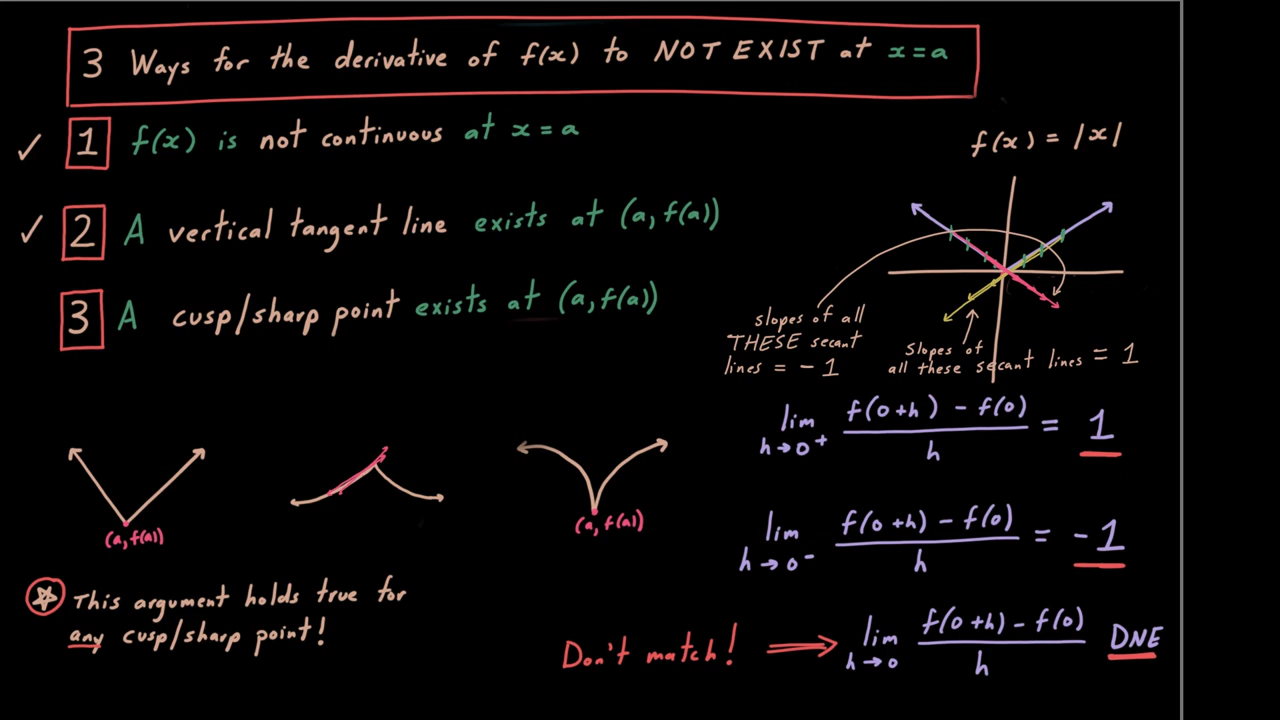 3 Ways for the derivative of f(x) to NOT EXIST at x=a
✓ 1 f(x) is not continuous at x=a
✓ 2 A vertical tangent line exists at (a, f(a))
3 A cusp/sharp point exists at (a, f(a))
f(x) = |x|
slopes of all
THESE secant
lines = -1
slopes of
all these secant lines = 1
lim h→0⁺ f(0+h) - f(0) / h = 1
lim h→0⁻ f(0+h) - f(0) / h = -1
Don't match! ⟹ lim h→0 f(0+h) - f(0) / h DNE
(a, f(a))
(a, f(a))
This argument holds true for
any cusp/sharp point!